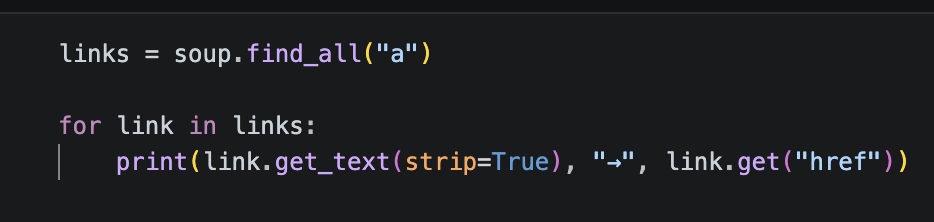 links = soup.find_all("a")
for link in links:
print(link.get_text(strip=True), "→", link.get("href"))